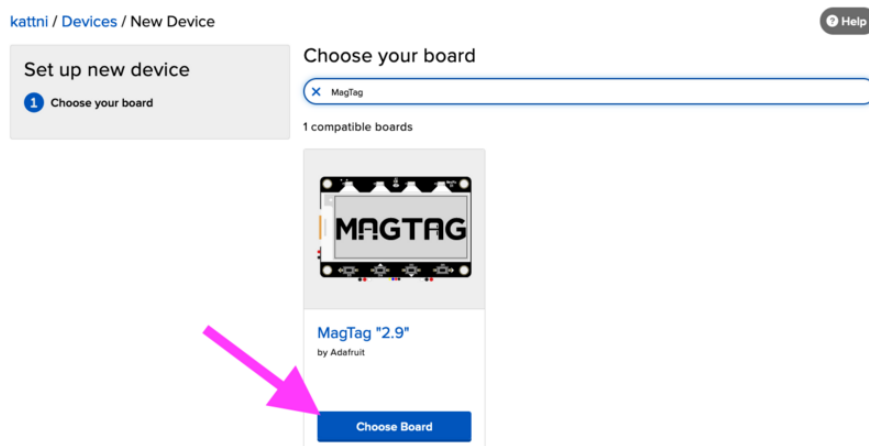 kattni / Devices / New Device
? Help
Set up new device
1 Choose your board
Choose your board
MagTag
1 compatible boards
MAGTAG
MagTag "2.9"
by Adafruit
Choose Board